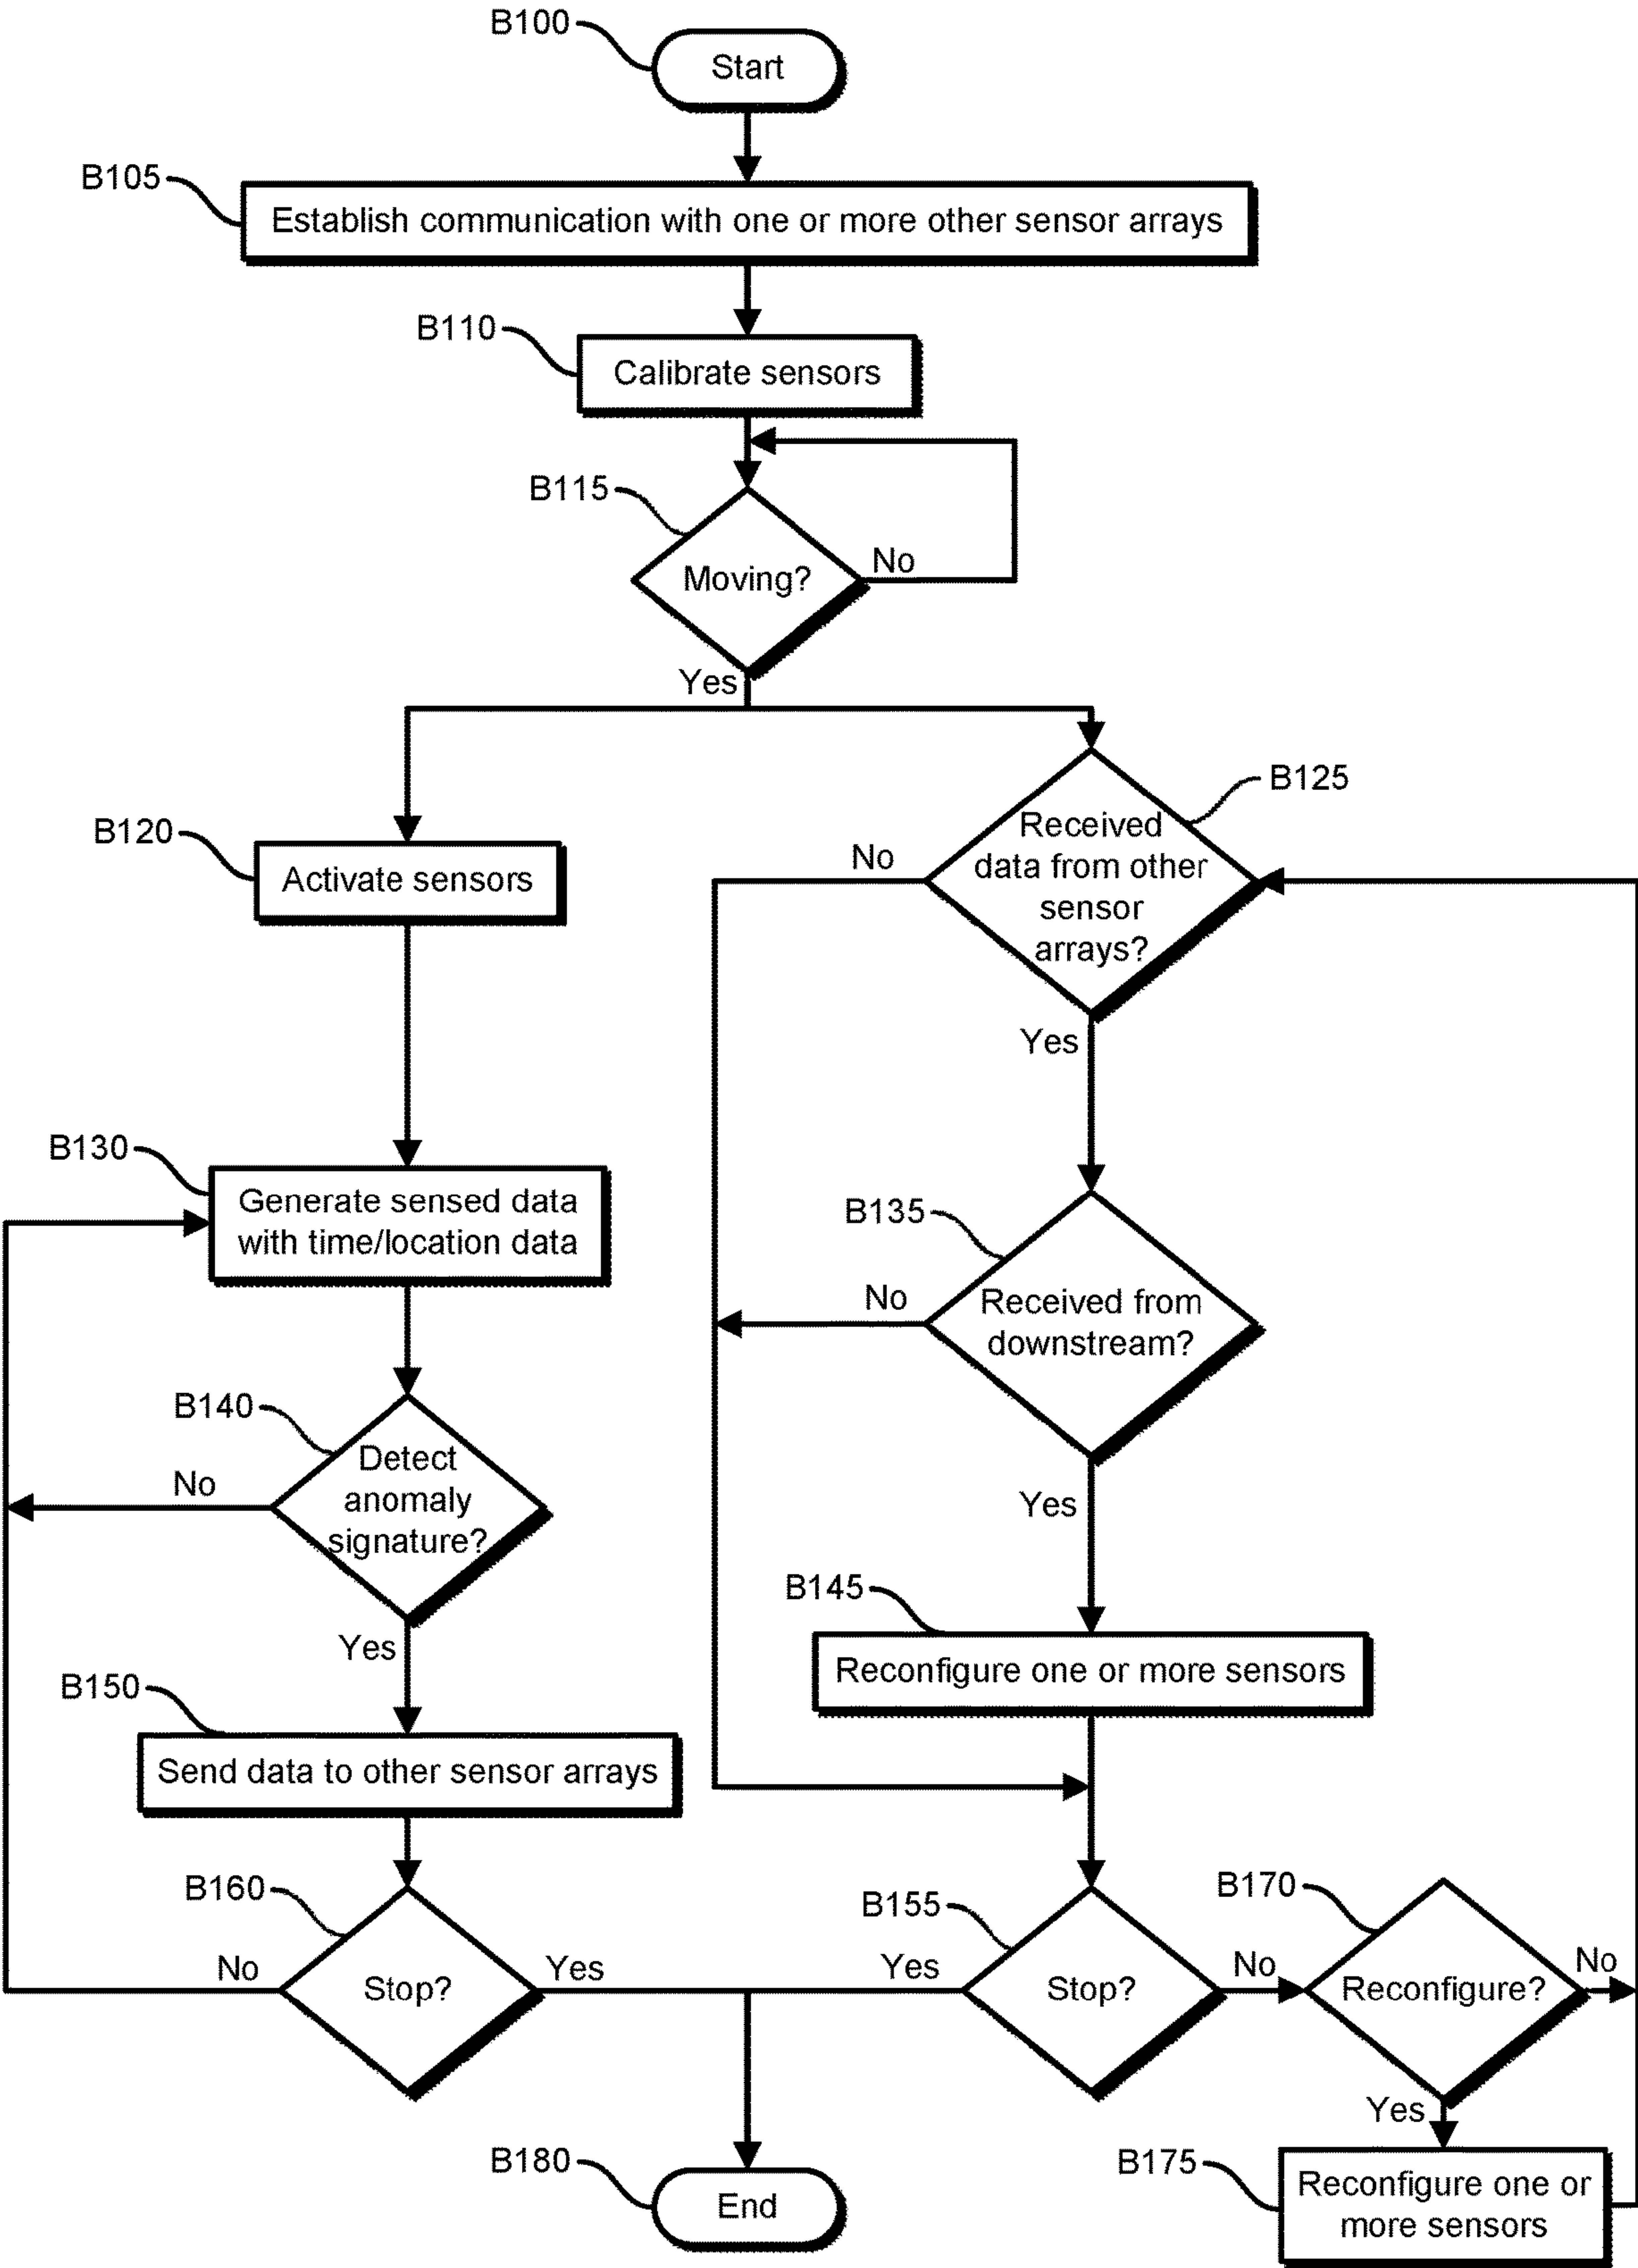 B100
Start
B105
Establish communication with one or more other sensor arrays
B110
Calibrate sensors
B115
Moving?
No
Yes
B125
B120
Activate sensors
Received
data from other
sensor
arrays?
No
Yes
B130
Generate sensed data
with time/location data
B135
Received from
downstream?
No
Yes
B140
Detect
anomaly
signature?
No
Yes
B145
Reconfigure one or more sensors
B150
Send data to other sensor arrays
B160
Stop?
No
Yes
B155
Stop?
Yes
No
B170
Reconfigure?
No
Yes
B175
Reconfigure one or
more sensors
B180
End